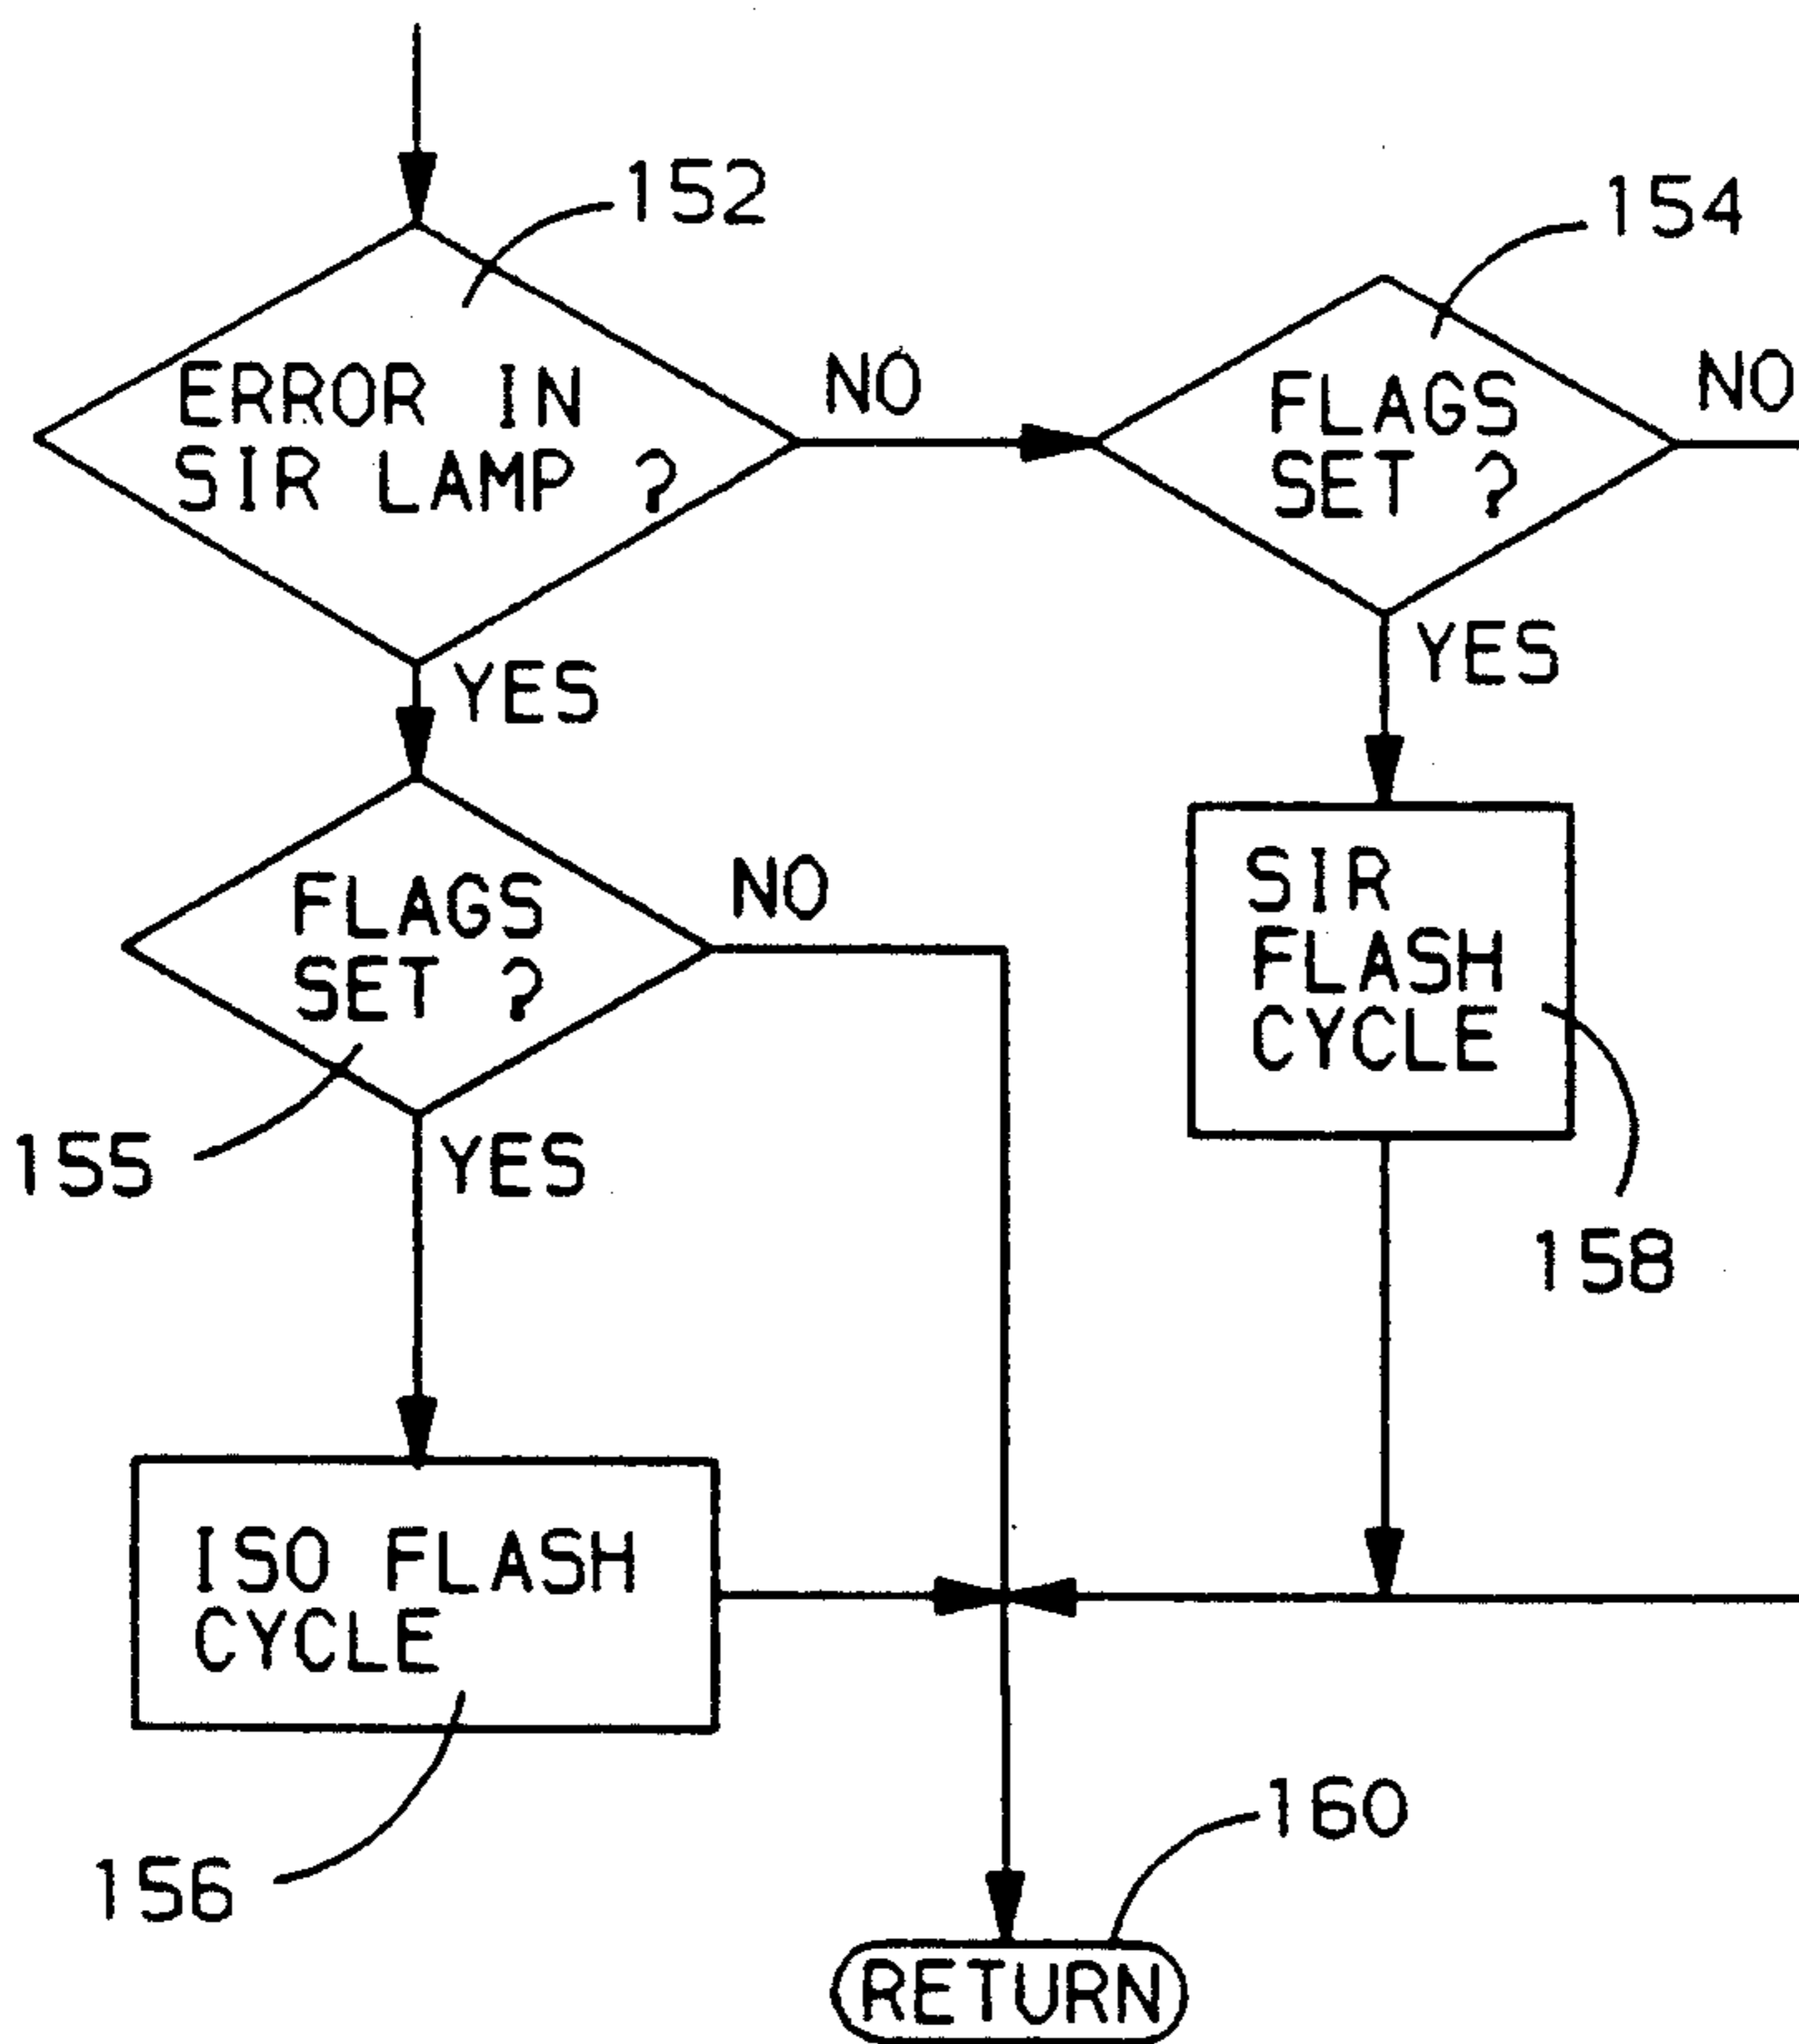 152
154
ERROR IN
SIR LAMP ?
NO
FLAGS
SET ?
NO
YES
YES
FLAGS
SET ?
NO
SIR
FLASH
CYCLE
155
YES
158
ISO FLASH
CYCLE
156
160
RETURN